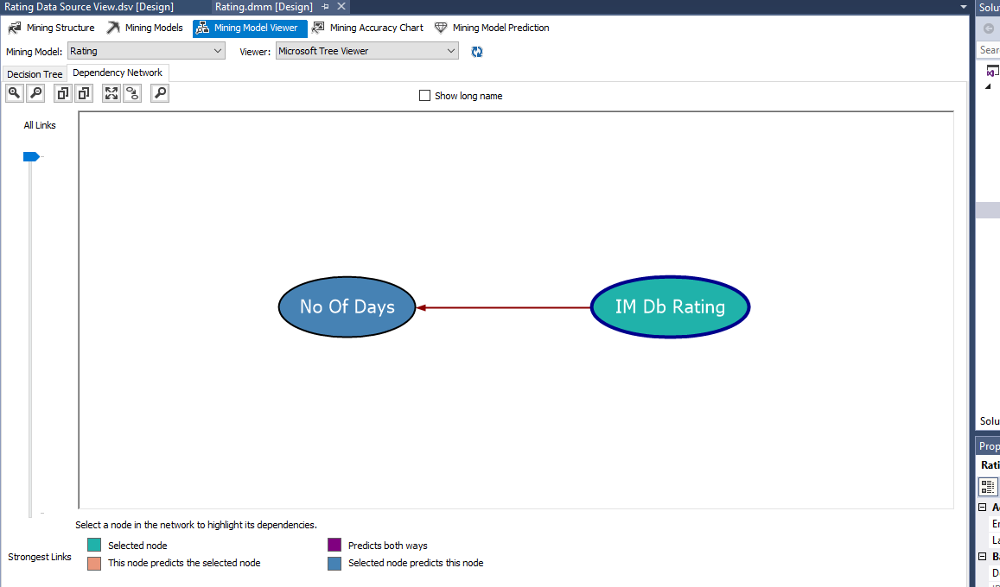 Rating Data Source View.dsv [Design] Rating.dmm [Design]
Mining Structure Mining Models Mining Model Viewer Mining Accuracy Chart Mining Model Prediction
Mining Model: Rating Viewer: Microsoft Tree Viewer
Decision Tree Dependency Network
Show long name
All Links
No Of Days IM Db Rating
Select a node in the network to highlight its dependencies.
Selected node Predicts both ways
Strongest Links
This node predicts the selected node Selected node predicts this node
Solu
Sear
Solu
Prop
Rati